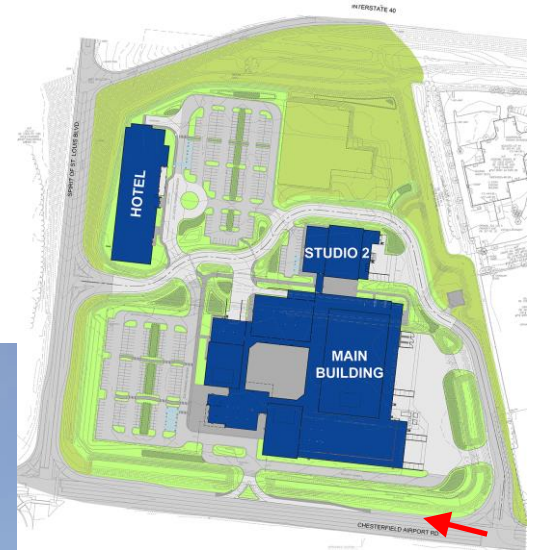 INTERSTATE 40
SPIRIT OF ST. LOUIS BLVD.
HOTEL
STUDIO 2
MAIN
BUILDING
CHESTERFIELD AIRPORT RD.